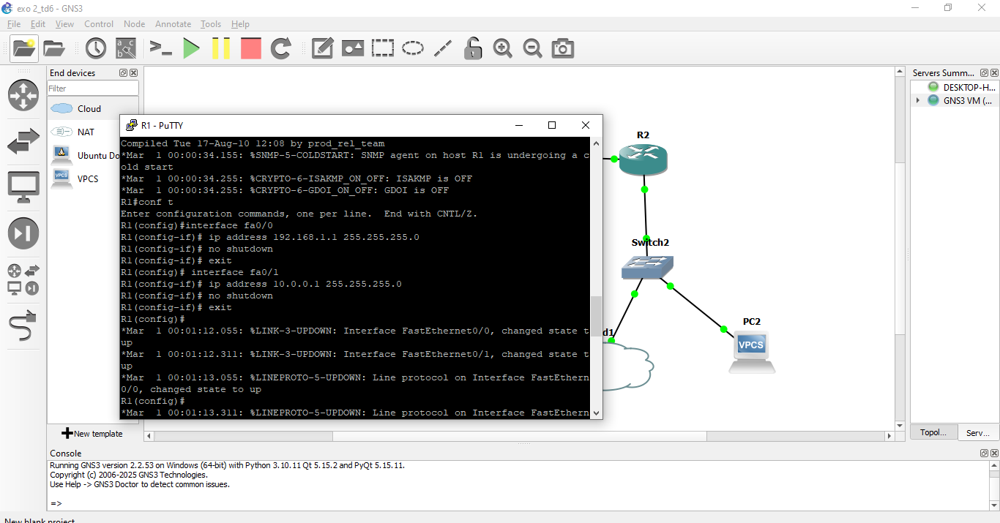 exo 2_td6 - GNS3
File Edit View Control Node Annotate Tools Help
End devices
Filter
Cloud
NAT
Ubuntu Do
VPCS
VPCS
New template
R1 - PuTTY
Compiled Tue 17-Aug-10 12:08 by prod_rel_team
*Mar  1 00:00:34.155: %SNMP-5-COLDSTART: SNMP agent on host R1 is undergoing a c
old start
*Mar  1 00:00:34.255: %CRYPTO-6-ISAKMP_ON_OFF: ISAKMP is OFF
*Mar  1 00:00:34.255: %CRYPTO-6-GDOI_ON_OFF: GDOI is OFF
R1#conf t
Enter configuration commands, one per line.  End with CNTL/Z.
R1(config)#interface fa0/0
R1(config-if)# ip address 192.168.1.1 255.255.255.0
R1(config-if)# no shutdown
R1(config-if)# exit
R1(config)# interface fa0/1
R1(config-if)# ip address 10.0.0.1 255.255.255.0
R1(config-if)# no shutdown
R1(config-if)# exit
R1(config)#
*Mar  1 00:01:12.055: %LINK-3-UPDOWN: Interface FastEthernet0/0, changed state t
up
*Mar  1 00:01:12.311: %LINK-3-UPDOWN: Interface FastEthernet0/1, changed state t
up
*Mar  1 00:01:13.055: %LINEPROTO-5-UPDOWN: Line protocol on Interface FastEthern
0/0, changed state to up
R1(config)#
*Mar  1 00:01:13.311: %LINEPROTO-5-UPDOWN: Line protocol on Interface FastEthern
R2
Switch2
d1
PC2
VPCS
Servers Summ...
DESKTOP-H...
GNS3 VM (...
Topol...
Serv...
Console
Running GNS3 version 2.2.53 on Windows (64-bit) with Python 3.10.11 Qt 5.15.2 and PyQt 5.15.11.
Copyright (c) 2006-2025 GNS3 Technologies.
Use Help -> GNS3 Doctor to detect common issues.
=>
New blank project